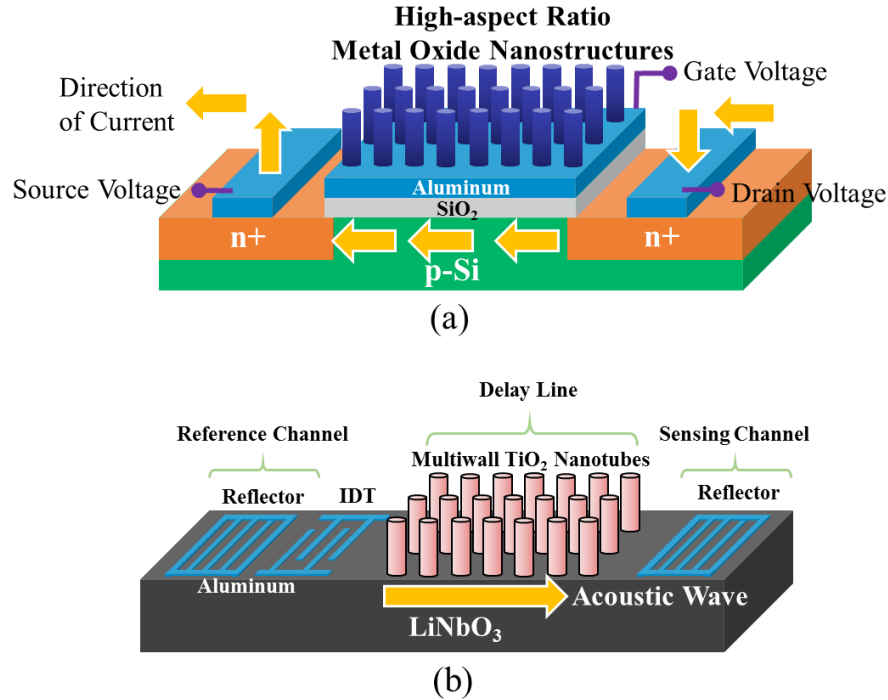 High-aspect Ratio
Metal Oxide Nanostructures
Gate Voltage
Direction
of Current
Source Voltage
Aluminum
Drain Voltage
SiO₂
n+
n+
p-Si
(a)
Delay Line
Reference Channel
Sensing Channel
Multiwall TiO₂ Nanotubes
Reflector
IDT
Reflector
Aluminum
Acoustic Wave
LiNbO₃
(b)